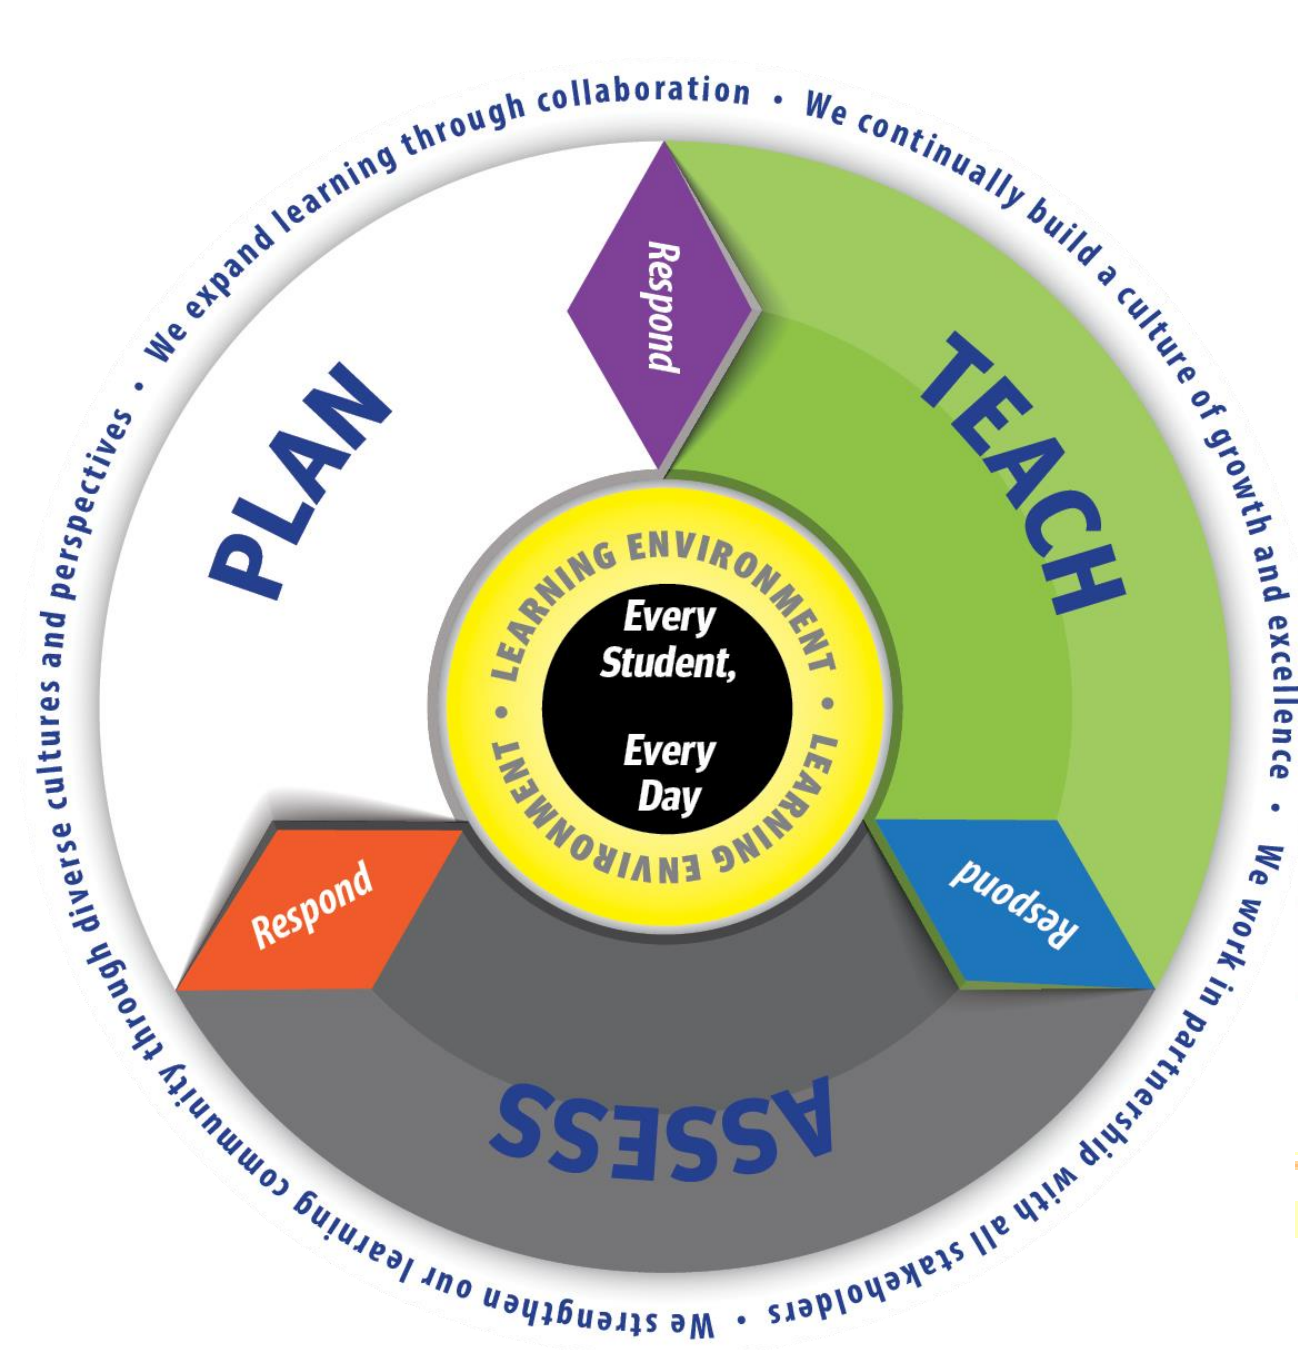 We expand learning through collaboration •
We continually build a culture of growth and excellence •
We work in partnership with all stakeholders •
We strengthen our learning community through diverse cultures and perspectives •
PLAN
Respond
TEACH
Respond
ASSESS
Respond
LEARNING ENVIRONMENT •
LEARNING ENVIRONMENT •
Every
Student,
Every
Day